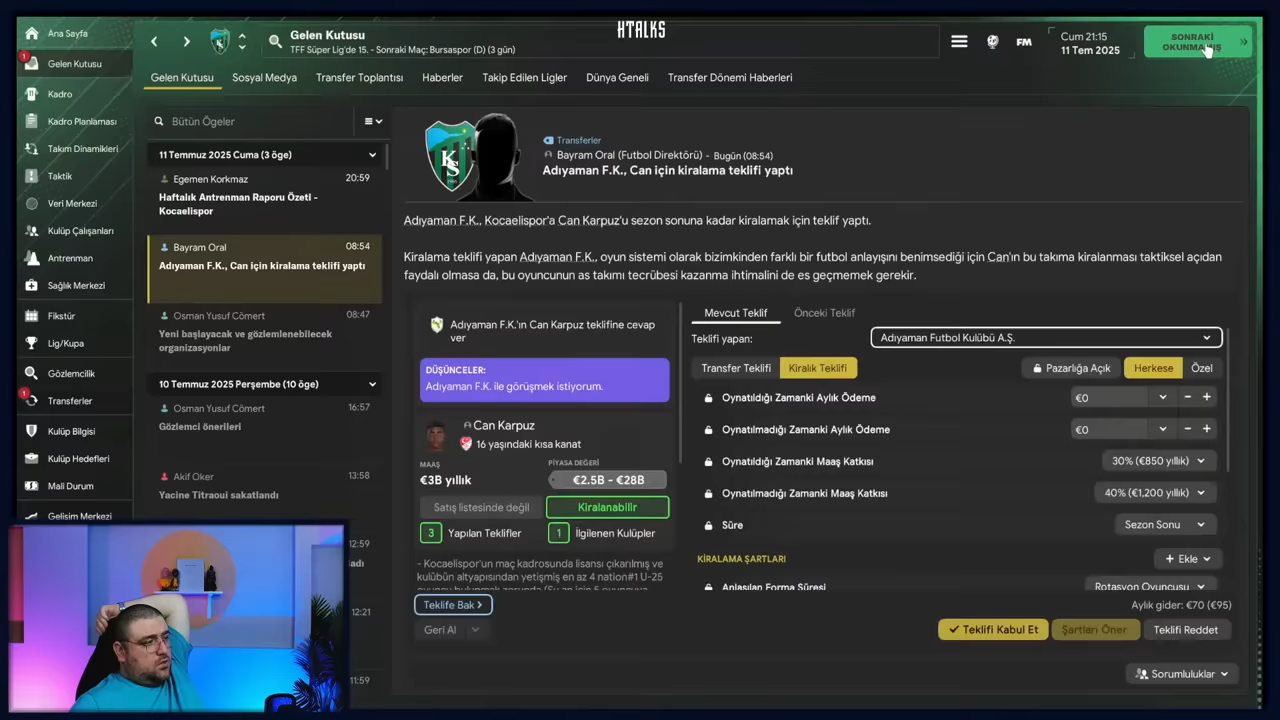 HTALKS
Ana Sayfa
1
Gelen Kutusu
Kadro
Kadro Planlaması
Takım Dinamikleri
Taktik
Veri Merkezi
Kulüp Çalışanları
Antrenman
Sağlık Merkezi
Fikstür
Lig/Kupa
Gözlemcilik
1
Transferler
Kulüp Bilgisi
Kulüp Hedefleri
Mali Durum
Gelişim Merkezi
Gelen Kutusu
TFF Süper Lig'de 15. - Sonraki Maç: Bursaspor (D) (3 gün)
FM
Cum 21:15
11 Tem 2025
SONRAKI
Gelen Kutusu
Sosyal Medya
Transfer Toplantısı
Haberler
Takip Edilen Ligler
Dünya Geneli
Transfer Dönemi Haberleri
Bütün Ögeler
11 Temmuz 2025 Cuma (3 öge)
Egemen Korkmaz 20:59
Haftalık Antrenman Raporu Özeti -
Kocaelispor
Bayram Oral 08:54
Adıyaman F.K., Can için kiralama teklifi yaptı
Osman Yusuf Cömert 08:47
Yeni başlayacak ve gözlemlenebilecek
organizasyonlar
10 Temmuz 2025 Perşembe (10 öge)
Osman Yusuf Cömert 16:57
Gözlemci önerileri
Akif Oker 13:58
Yacine Titraoui sakatlandı
12:59
12:21
11:59
KS
Transferler
Bayram Oral (Futbol Direktörü) - Bugün (08:54)
Adıyaman F.K., Can için kiralama teklifi yaptı
Adıyaman F.K., Kocaelispor'a Can Karpuz'u sezon sonuna kadar kiralamak için teklif yaptı.
Kiralama teklifi yapan Adıyaman F.K., oyun sistemi olarak bizimkinden farklı bir futbol anlayışını benimsediği için Can'ın bu takıma kiralanması taktiksel açıdan
faydalı olmasa da, bu oyuncunun as takımı tecrübesi kazanma ihtimalini de es geçmemek gerekir.
Adıyaman F.K.'ın Can Karpuz teklifine cevap
ver
DÜŞÜNCELER:
Adıyaman F.K. ile görüşmek istiyorum.
Can Karpuz
16 yaşındaki kısa kanat
MAAŞ
€3B yıllık
PİYASA DEĞERİ
€2.5B - €28B
Satış listesinde değil
Kiralanabilir
3 Yapılan Teklifler
1 İlgilenen Kulüpler
- Kocaelispor'un maç kadrosunda lisansı çıkarılmış ve
kulübün altyapısından yetişmiş en az 4 nation#1 U-25
Teklife Bak
Geri Al
Mevcut Teklif
Önceki Teklif
Teklifi yapan:
Adıyaman Futbol Kulübü A.Ş.
Transfer Teklifi
Kiralık Teklifi
Pazarlığa Açık
Herkese
Özel
Oynatıldığı Zamanki Aylık Ödeme €0 - +
Oynatılmadığı Zamanki Aylık Ödeme €0 - +
Oynatıldığı Zamanki Maaş Katkısı 30% (€850 yıllık)
Oynatılmadığı Zamanki Maaş Katkısı 40% (€1,200 yıllık)
Süre Sezon Sonu
KİRALAMA ŞARTLARI + Ekle
Anlaşılan Forma Süresi Rotasyon Oyuncusu
Aylık gider: €70 (€95)
Teklifi Kabul Et
Şartları Öner
Teklifi Reddet
Sorumluluklar